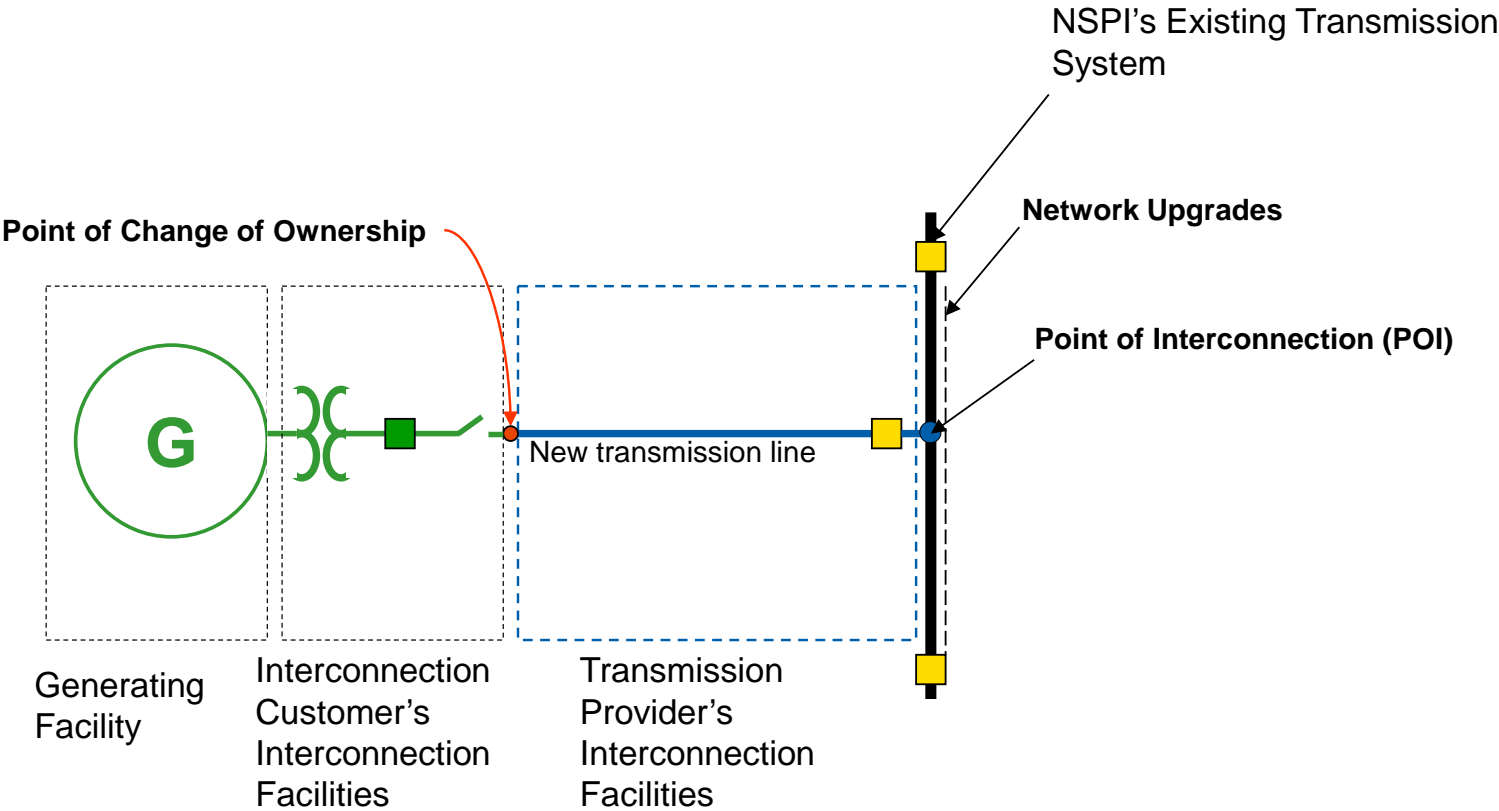 NSPI's Existing Transmission
System
Network Upgrades
Point of Change of Ownership
Point of Interconnection (POI)
G
New transmission line
Generating
Facility
Interconnection
Customer's
Interconnection
Facilities
Transmission
Provider's
Interconnection
Facilities